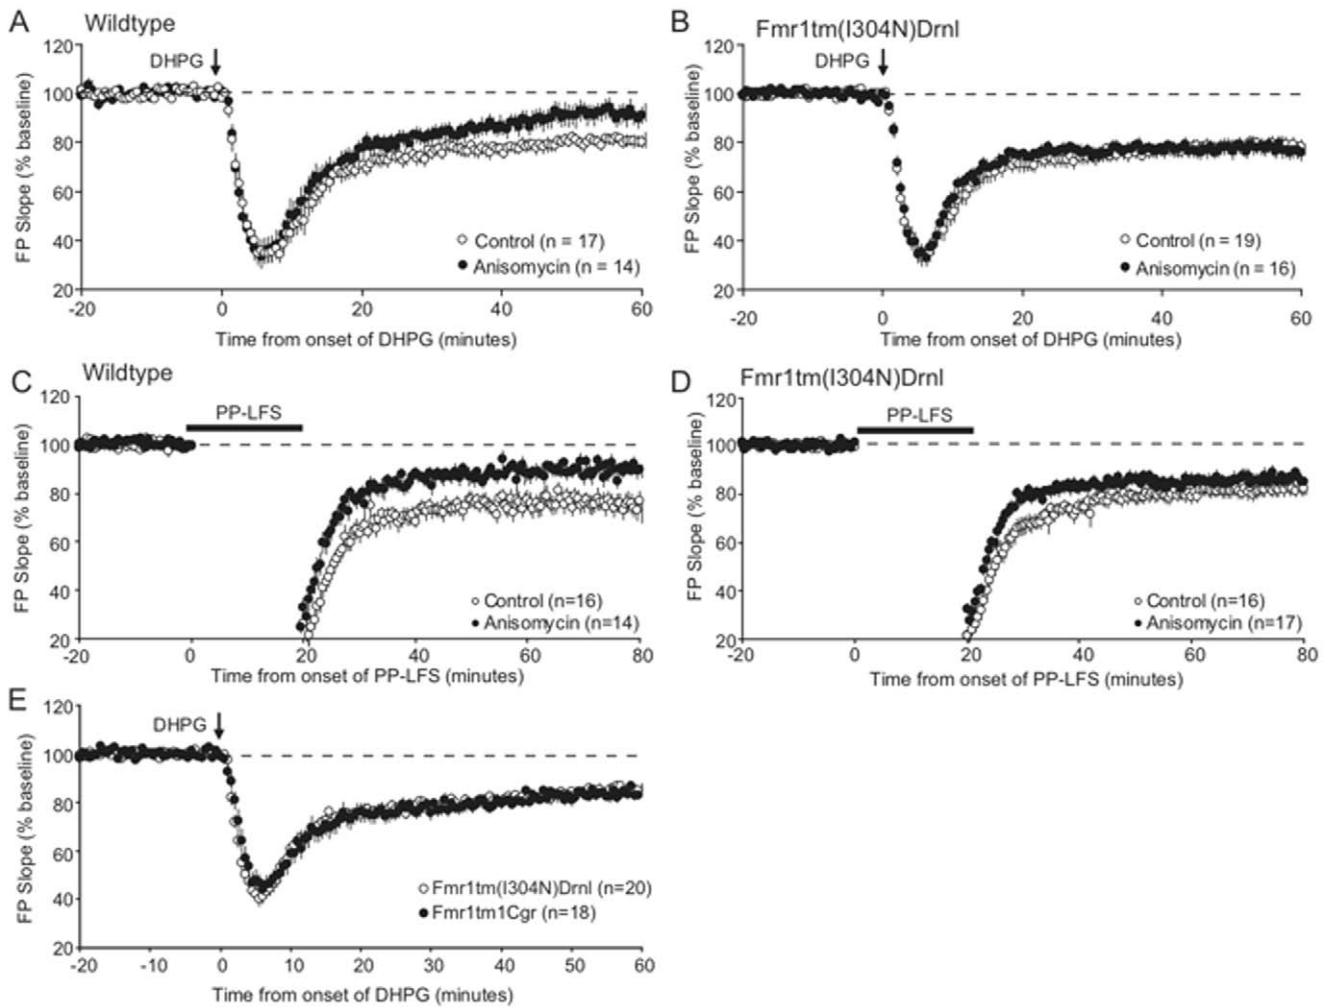 A
Wildtype
DHPG
FP Slope (% baseline)
120
100
80
60
40
20
Control (n = 17)
Anisomycin (n = 14)
-20
0
20
40
60
Time from onset of DHPG (minutes)
B
Fmr1tm(I304N)Drnl
DHPG
FP Slope (% baseline)
120
100
80
60
40
20
Control (n = 19)
Anisomycin (n = 16)
-20
0
20
40
60
Time from onset of DHPG (minutes)
C
Wildtype
PP-LFS
FP Slope (% baseline)
120
100
80
60
40
20
Control (n=16)
Anisomycin (n=14)
-20
0
20
40
60
80
Time from onset of PP-LFS (minutes)
D
Fmr1tm(I304N)Drnl
PP-LFS
FP Slope (% baseline)
120
100
80
60
40
20
Control (n=16)
Anisomycin (n=17)
-20
0
20
40
60
80
Time from onset of PP-LFS (minutes)
E
DHPG
FP Slope (% baseline)
120
100
80
60
40
20
Fmr1tm(I304N)Drnl (n=20)
Fmr1tm1Cgr (n=18)
-20
-10
0
10
20
30
40
50
60
Time from onset of DHPG (minutes)